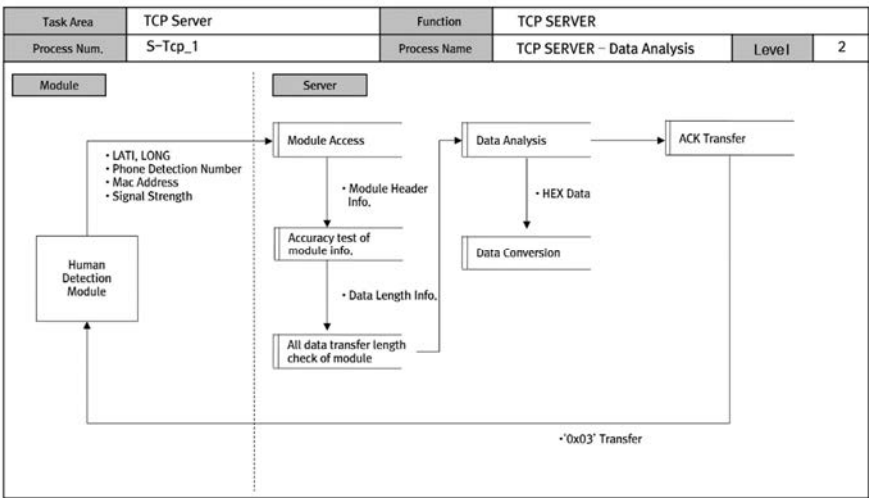 Task Area TCP Server Function TCP SERVER
Process Num. S-Tcp_1 Process Name TCP SERVER – Data Analysis Level 2
Module Server
Module Access
Data Analysis
ACK Transfer
• LATI, LONG
• Phone Detection Number
• Mac Address
• Signal Strength
• Module Header
Info.
• HEX Data
Accuracy test of
module info.
Data Conversion
Human
Detection
Module
• Data Length Info.
All data transfer length
check of module
•'0x03' Transfer